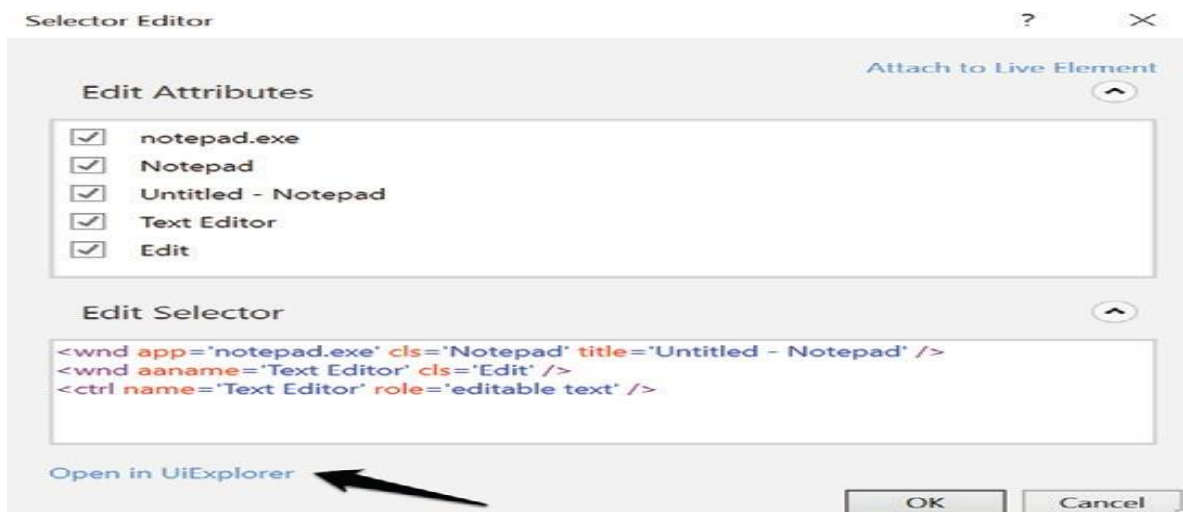 Selector Editor ?
Attach to Live Element
Edit Attributes
notepad.exe
Notepad
Untitled - Notepad
Text Editor
Edit
Edit Selector
<wnd app='notepad.exe' cls='Notepad' title='Untitled - Notepad' />
<wnd aaname='Text Editor' cls='Edit' />
<ctrl name='Text Editor' role='editable text' />
Open in UiExplorer
OK Cancel